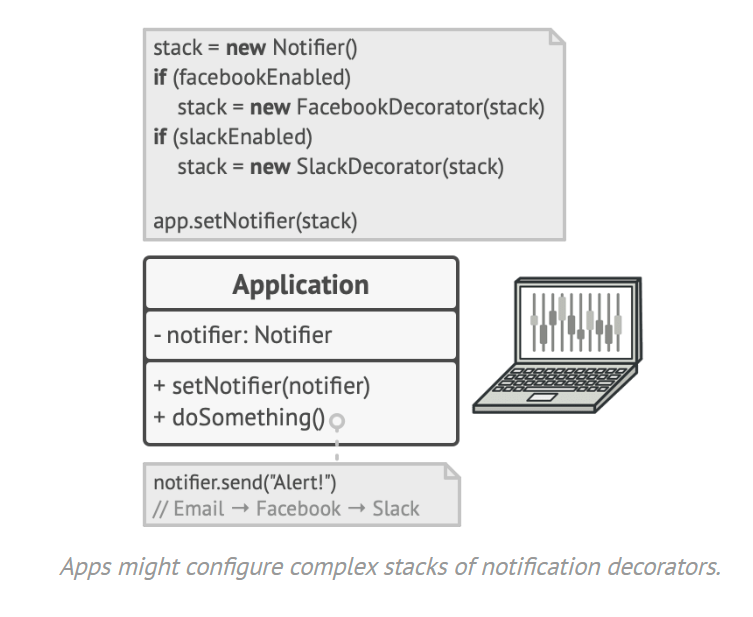 stack = new Notifier()
if (facebookEnabled)
stack = new FacebookDecorator(stack)
if (slackEnabled)
stack = new SlackDecorator(stack)
app.setNotifier(stack)
Application
- notifier: Notifier
+ setNotifier(notifier)
+ doSomething()
notifier.send("Alert!")
// Email → Facebook → Slack
Apps might configure complex stacks of notification decorators.